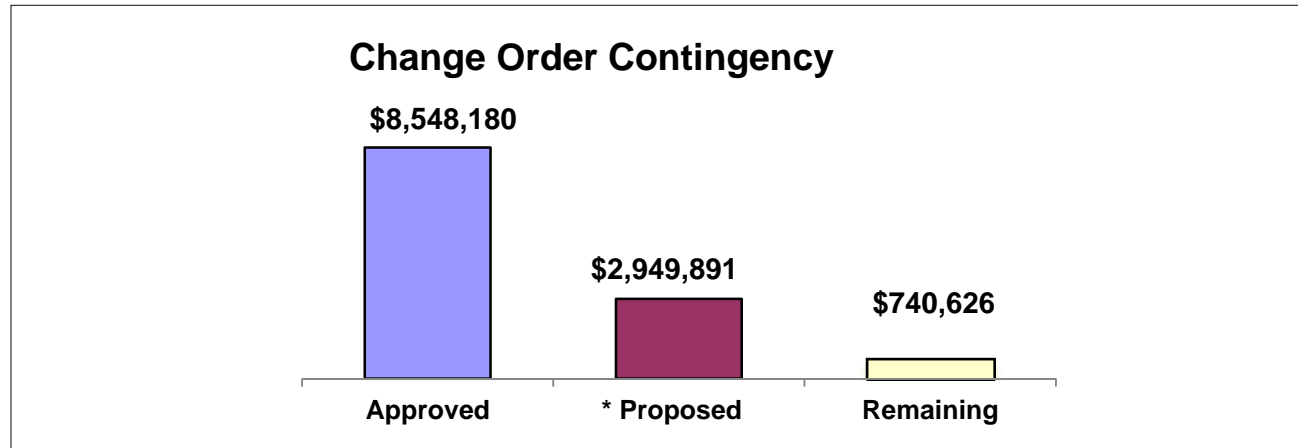 Change Order Contingency
$8,548,180
$2,949,891
$740,626
Approved
* Proposed
Remaining